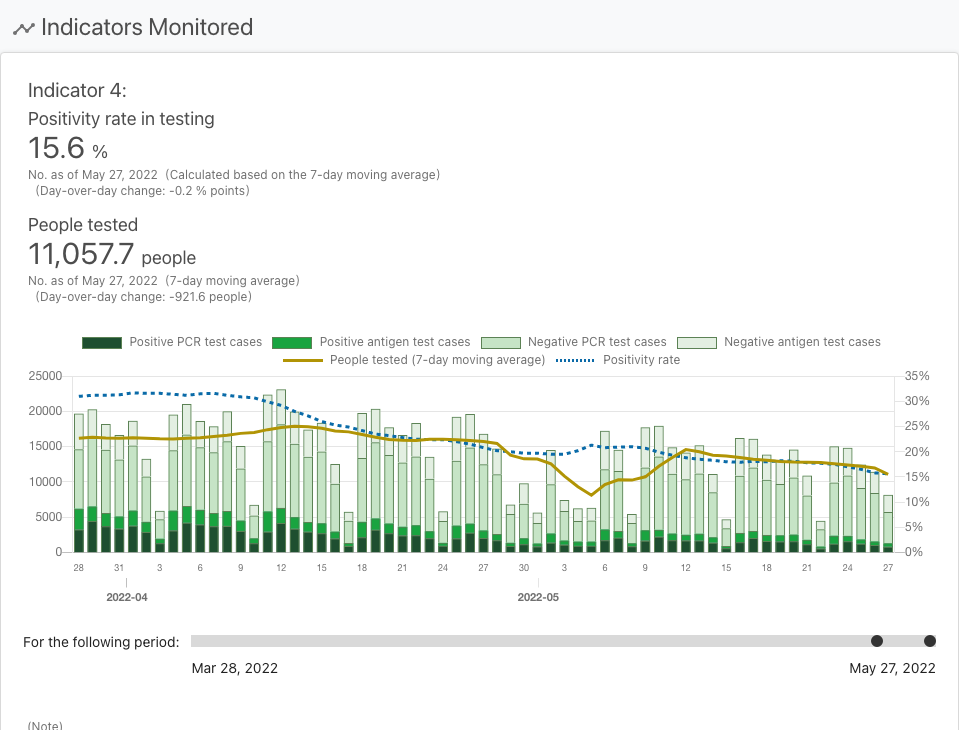 Indicators Monitored
Indicator 4:
Positivity rate in testing
15.6 %
No. as of May 27, 2022 (Calculated based on the 7-day moving average)
(Day-over-day change: -0.2 % points)
People tested
11,057.7 people
No. as of May 27, 2022 (7-day moving average)
(Day-over-day change: -921.6 people)
Positive PCR test cases Positive antigen test cases Negative PCR test cases Negative antigen test cases
People tested (7-day moving average) Positivity rate
25000 35%
20000 30%
15000 25%
10000 20%
5000 15%
0 10%
5%
0%
28 31 3 6 9 12 15 18 21 24 27 30 3 6 9 12 15 18 21 24 27
2022-04 2022-05
For the following period:
Mar 28, 2022 May 27, 2022
(Note)